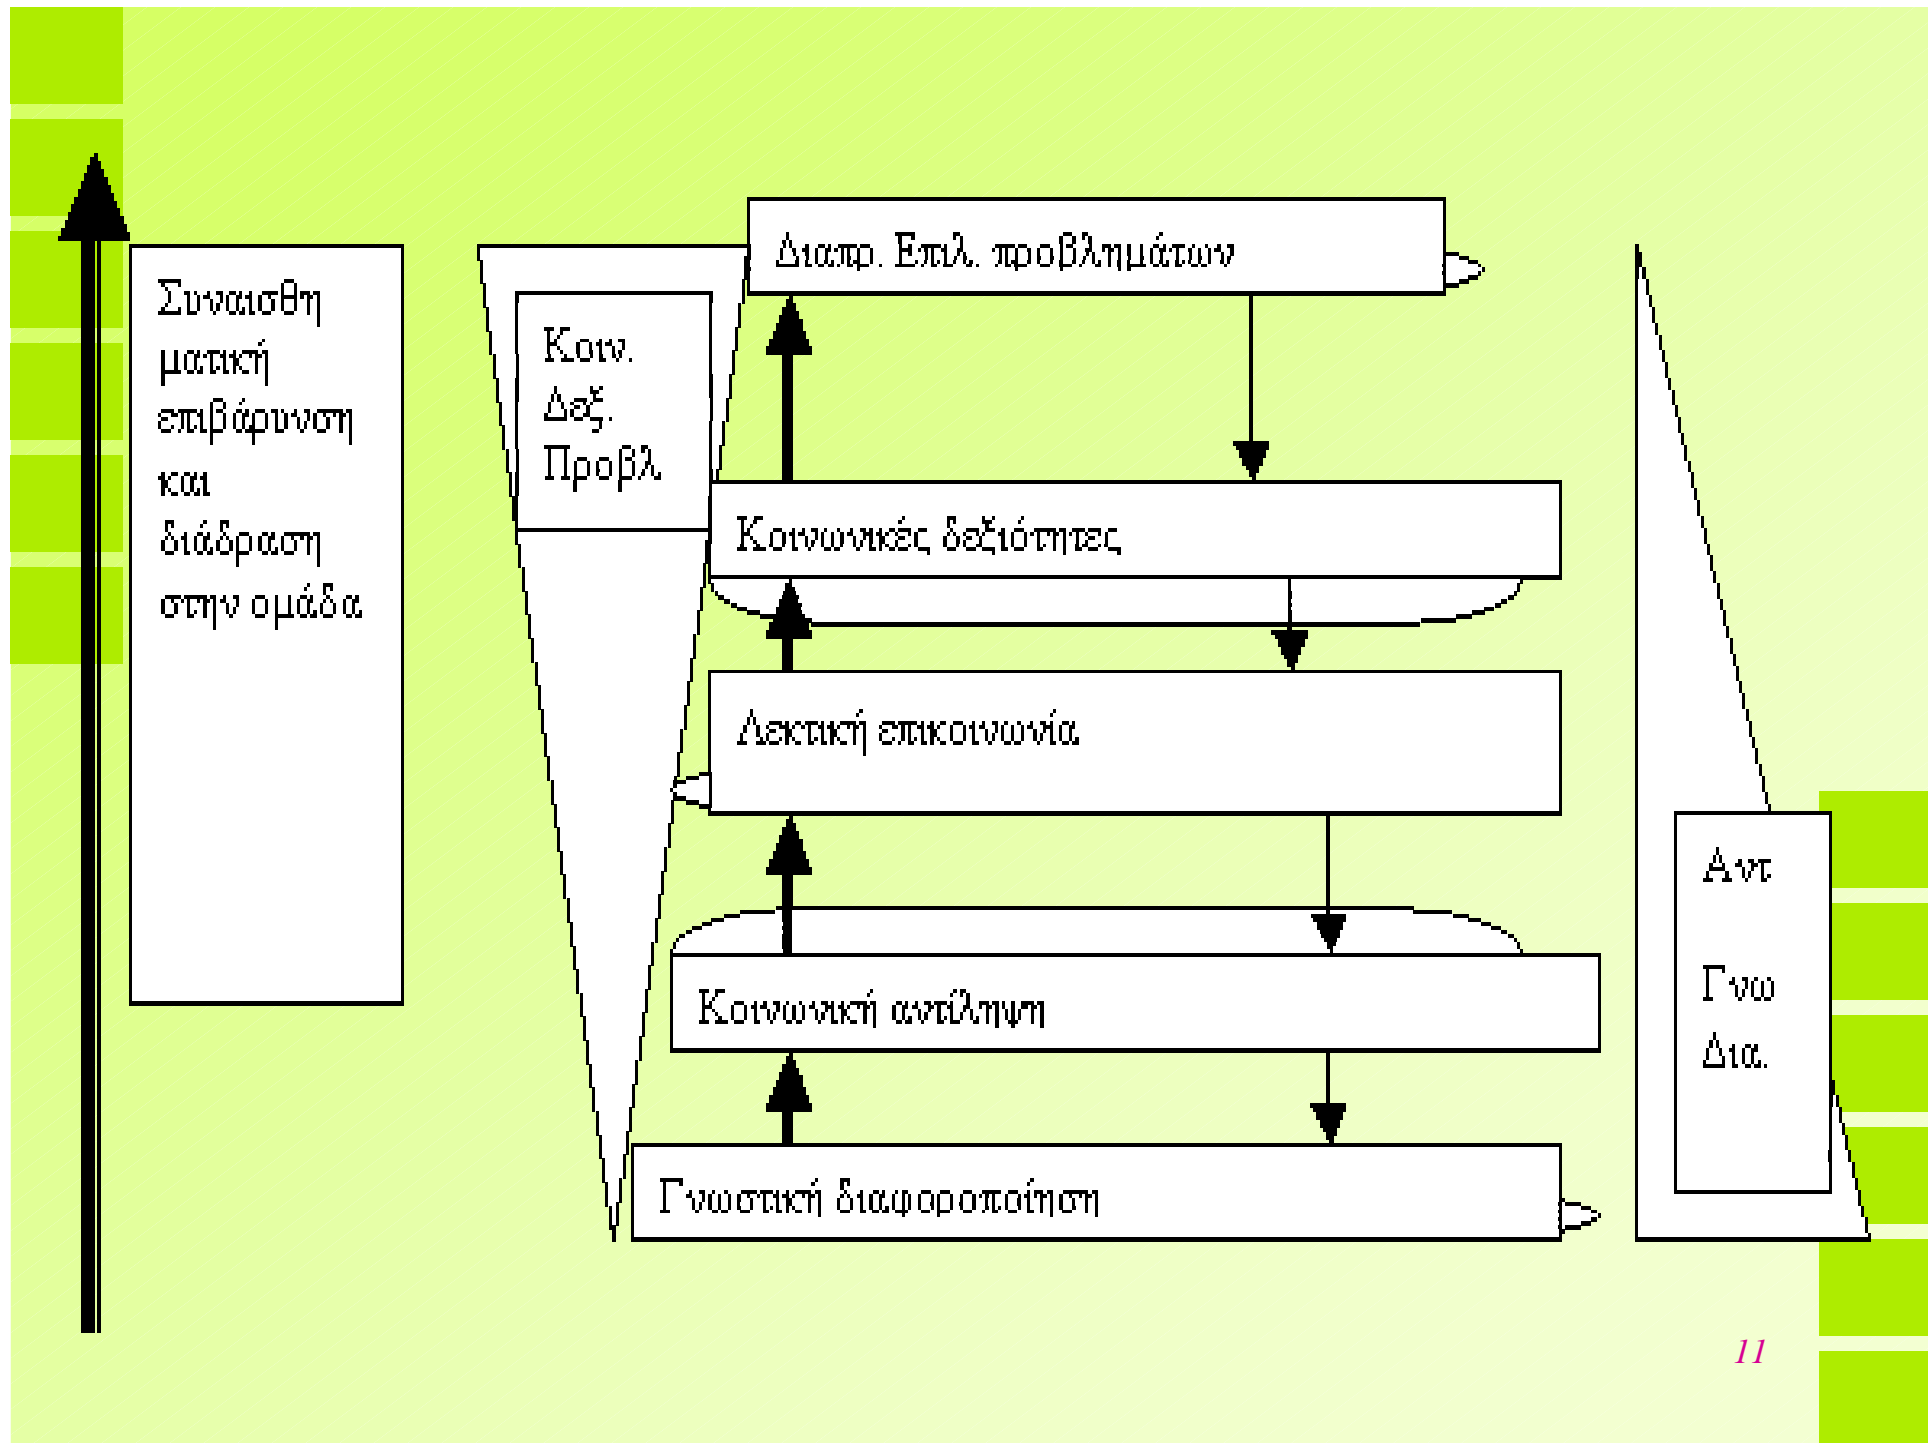 Συναισθη
ματική
επιβάρυνση
και
διάδραση
στην ομάδα
Κοιν.
Δεξ.
Προβλ
Διαπρ. Επιλ. προβλημάτων
Κοινωνικές δεξιότητες
Λεκτική επικοινωνία
Κοινωνική αντίληψη
Γνωστική διαφοροποίηση
Αντ
Γνω
Δια.
11